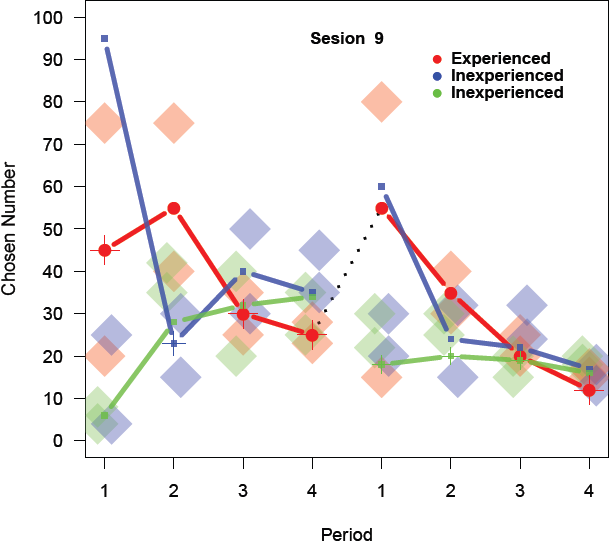 Sesion 9
Experienced
Inexperienced
Inexperienced
100
90
80
70
60
50
40
30
20
10
0
Chosen Number
1 2 3 4 1 2 3 4
Period